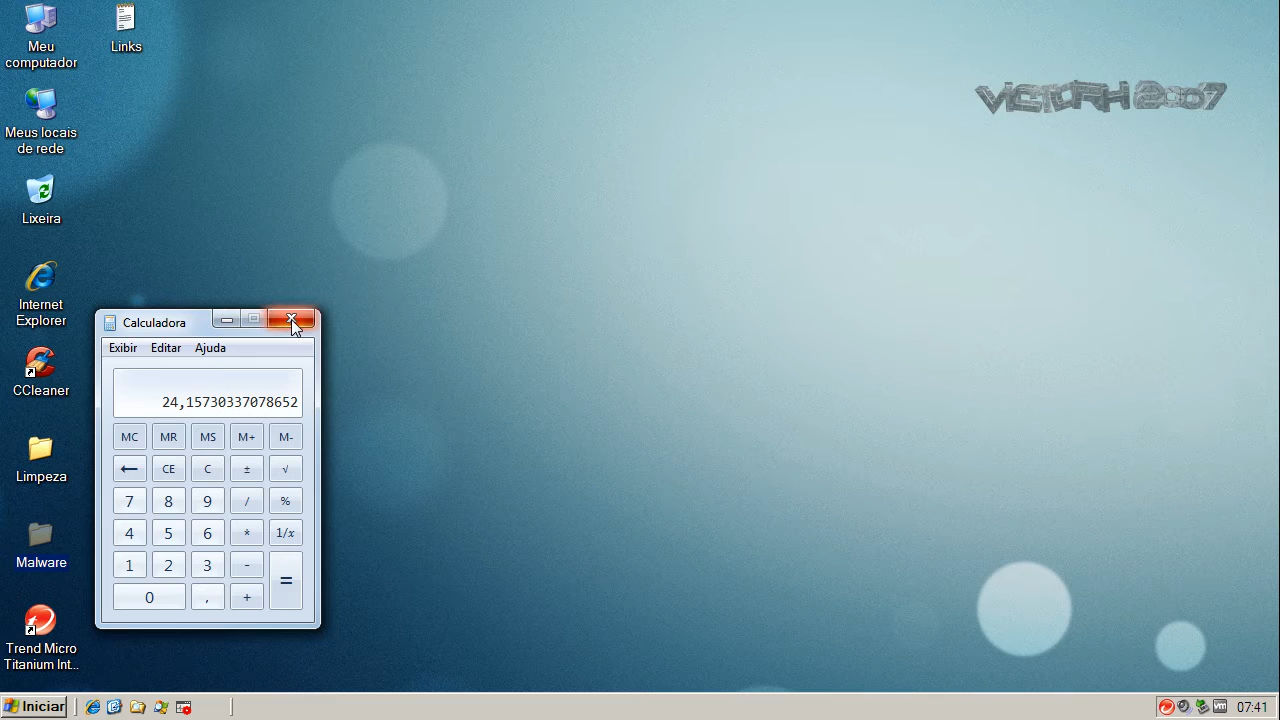 Meu
computador
Links
VICTORH 2007
Meus locais
de rede
Lixeira
Internet
Explorer
CCleaner
Limpeza
Malware
Trend Micro
Titanium Int...
Calculadora
Exibir Editar Ajuda
24,15730337078652
MC MR MS M+ M-
← CE C ± √
7 8 9 / %
4 5 6 * 1/x
1 2 3 - =
0 , +
Iniciar
07:41